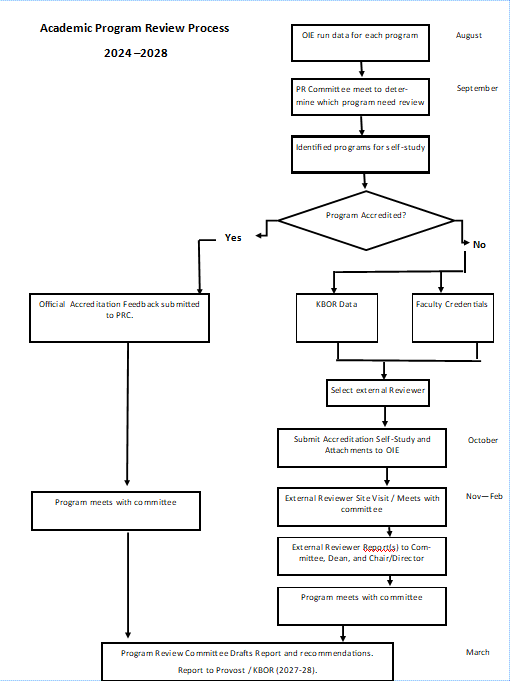 Academic Program Review Process
2024 –2028
OIE run data for each program
August
PR Committee meet to deter-
mine which program need review
September
Identified programs for self-study
Program Accredited?
Yes
No
Official Accreditation Feedback submitted
to PRC.
KBOR Data
Faculty Credentials
Select external Reviewer
Submit Accreditation Self-Study and
Attachments to OIE
October
Program meets with committee
External Reviewer Site Visit / Meets with
committee
Nov—Feb
External Reviewer Report(s) to Com-
mittee, Dean, and Chair/Director
Program meets with committee
Program Review Committee Drafts Report and recommendations.
Report to Provost / KBOR (2027-28).
March